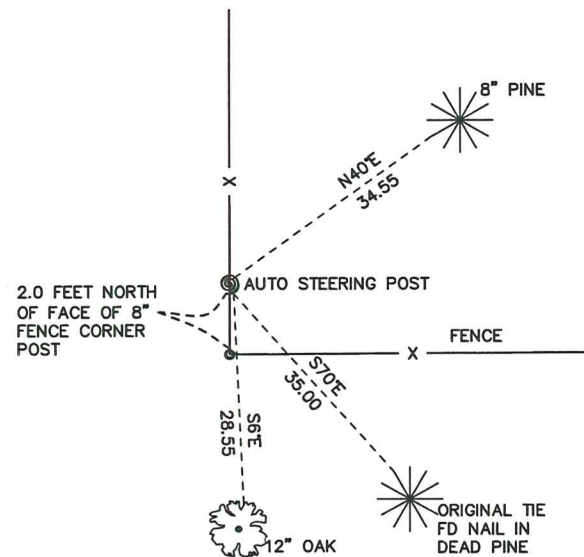 8" PINE
N40°E
34.55
X
AUTO STEERING POST
2.0 FEET NORTH
OF FACE OF 8"
FENCE CORNER
POST
FENCE
X
S70°E
35.00
S6°E
28.55
ORIGINAL TIE
FD NAIL IN
DEAD PINE
12" OAK